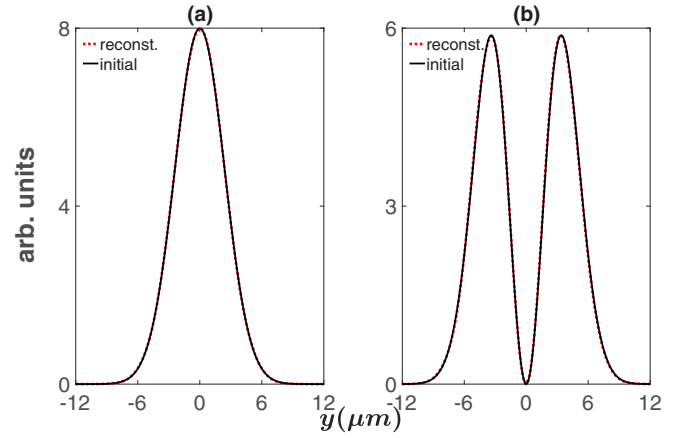 (a)
8
reconst.
initial
4
arb. units
0
-12 -6 0 6 12
(b)
6
reconst.
initial
3
0
-12 -6 0 6 12
y(μm)